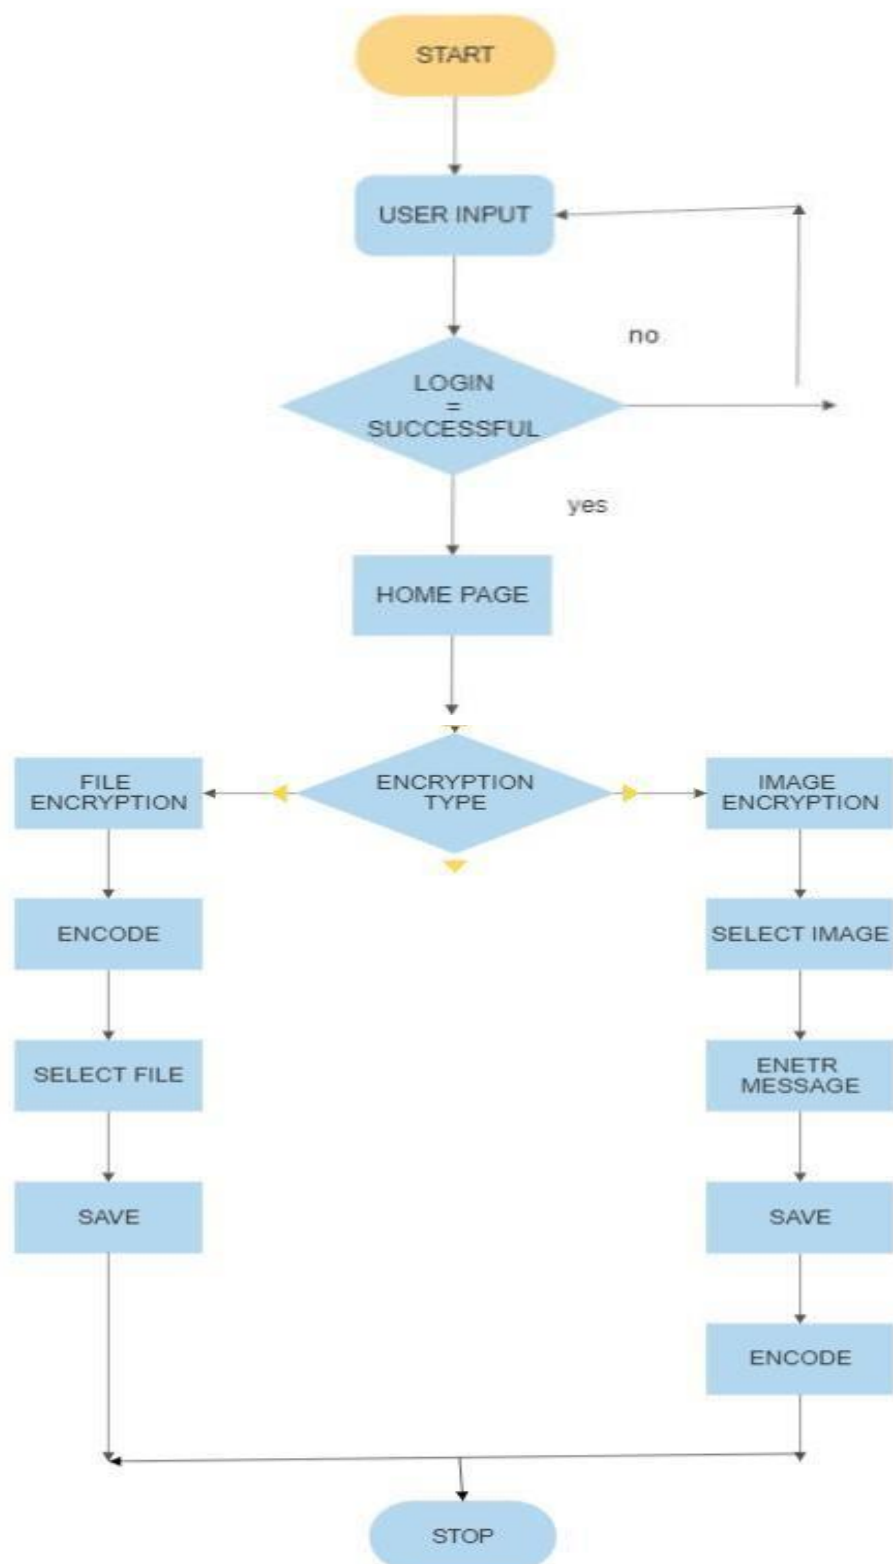 START
USER INPUT
no
LOGIN
=
SUCCESSFUL
yes
HOME PAGE
FILE
ENCRYPTION
ENCRYPTION
TYPE
IMAGE
ENCRYPTION
ENCODE
SELECT IMAGE
SELECT FILE
ENETR
MESSAGE
SAVE
SAVE
ENCODE
STOP